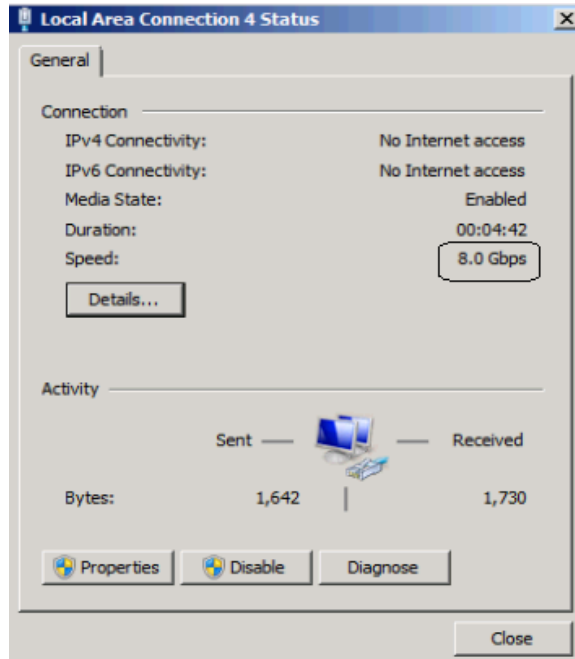 Local Area Connection 4 Status
General
Connection
IPv4 Connectivity: No Internet access
IPv6 Connectivity: No Internet access
Media State: Enabled
Duration: 00:04:42
Speed: 8.0 Gbps
Details...
Activity
Sent Received
Bytes: 1,642 1,730
Properties Disable Diagnose
Close